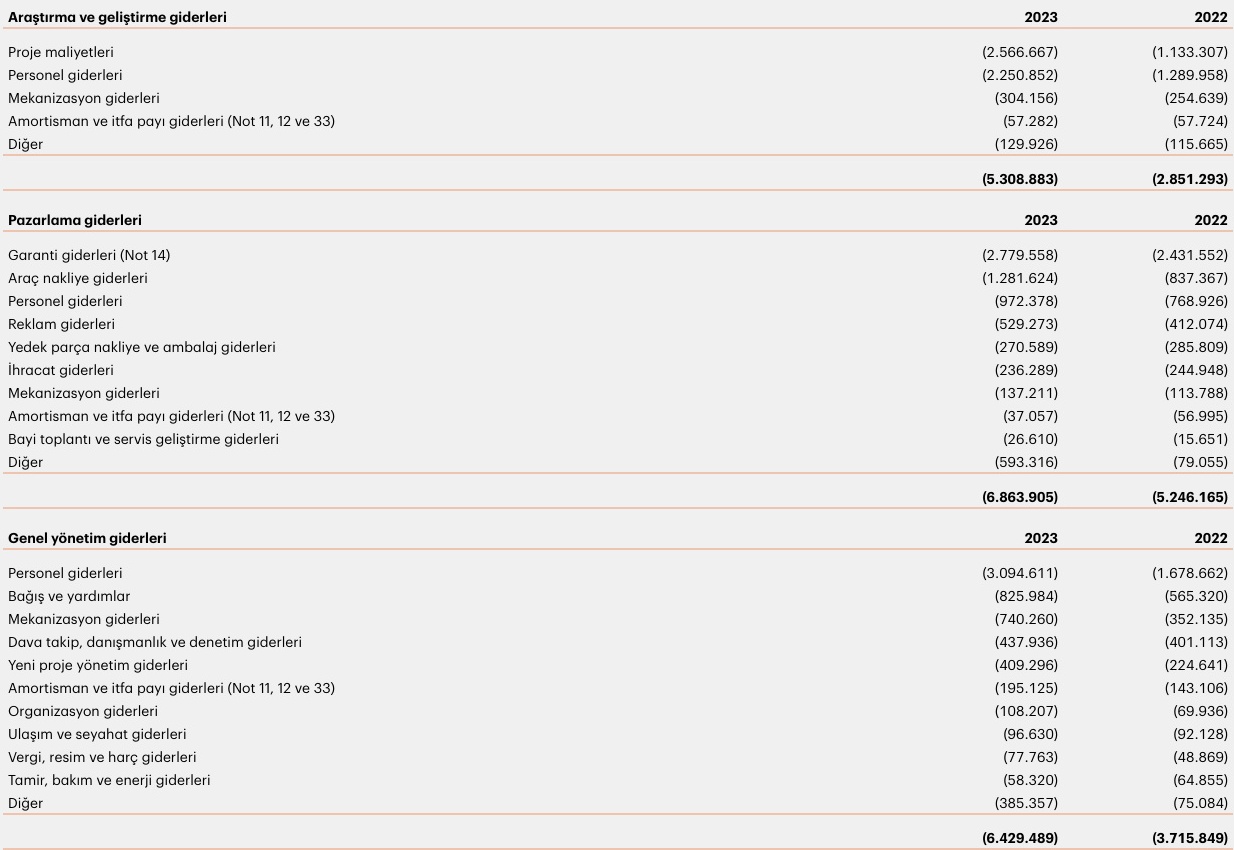 Araştırma ve geliştirme giderleri 2023 2022
Proje maliyetleri (2.566.667) (1.133.307)
Personel giderleri (2.250.852) (1.289.958)
Mekanizasyon giderleri (304.156) (254.639)
Amortisman ve itfa payı giderleri (Not 11, 12 ve 33) (57.282) (57.724)
Diğer (129.926) (115.665)
(5.308.883) (2.851.293)
Pazarlama giderleri 2023 2022
Garanti giderleri (Not 14) (2.779.558) (2.431.552)
Araç nakliye giderleri (1.281.624) (837.367)
Personel giderleri (972.378) (768.926)
Reklam giderleri (529.273) (412.074)
Yedek parça nakliye ve ambalaj giderleri (270.589) (285.809)
İhracat giderleri (236.289) (244.948)
Mekanizasyon giderleri (137.211) (113.788)
Amortisman ve itfa payı giderleri (Not 11, 12 ve 33) (37.057) (56.995)
Bayi toplantı ve servis geliştirme giderleri (26.610) (15.651)
Diğer (593.316) (79.055)
(6.863.905) (5.246.165)
Genel yönetim giderleri 2023 2022
Personel giderleri (3.094.611) (1.678.662)
Bağış ve yardımlar (825.984) (565.320)
Mekanizasyon giderleri (740.260) (352.135)
Dava takip, danışmanlık ve denetim giderleri (437.936) (401.113)
Yeni proje yönetim giderleri (409.296) (224.641)
Amortisman ve itfa payı giderleri (Not 11, 12 ve 33) (195.125) (143.106)
Organizasyon giderleri (108.207) (69.936)
Ulaşım ve seyahat giderleri (96.630) (92.128)
Vergi, resim ve harç giderleri (77.763) (48.869)
Tamir, bakım ve enerji giderleri (58.320) (64.855)
Diğer (385.357) (75.084)
(6.429.489) (3.715.849)